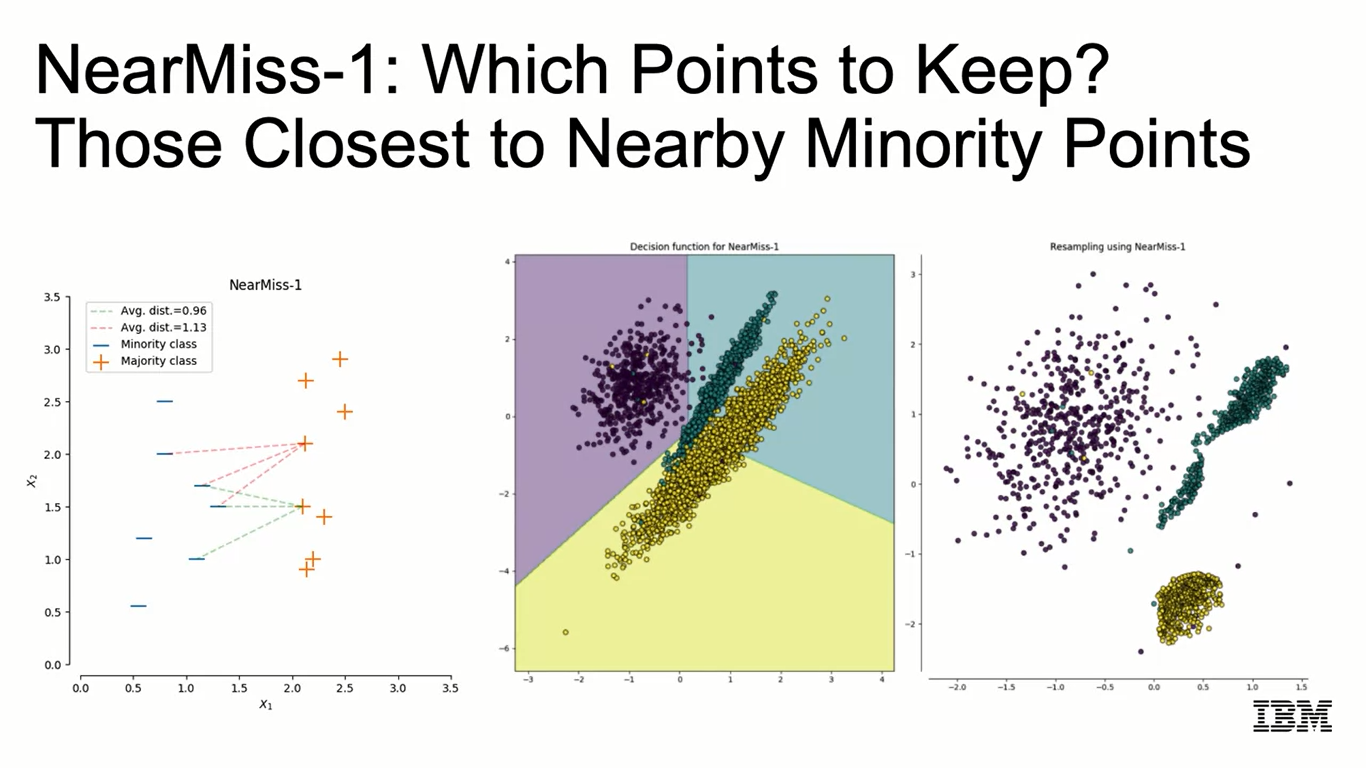 NearMiss-1: Which Points to Keep?
Those Closest to Nearby Minority Points
NearMiss-1
Avg. dist.=0.96
Avg. dist.=1.13
Minority class
Majority class
3.5
3.0
2.5
2.0
1.5
1.0
0.5
0.0
X2
0.0 0.5 1.0 1.5 2.0 2.5 3.0 3.5
X1
Decision function for NearMiss-1
4
2
0
−2
−4
−6
−3 −2 −1 0 1 2 3 4
Resampling using NearMiss-1
3
2
1
0
−1
−2
−2.0 −1.5 −1.0 −0.5 0.0 0.5 1.0 1.5
IBM